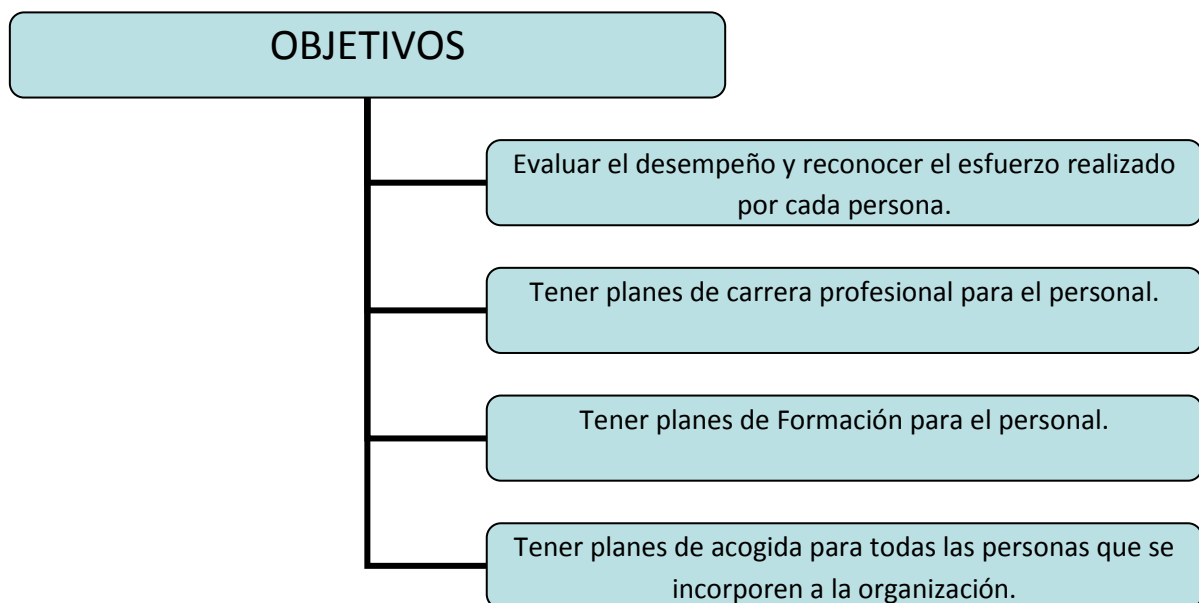 OBJETIVOS
Evaluar el desempeño y reconocer el esfuerzo realizado
por cada persona.
Tener planes de carrera profesional para el personal.
Tener planes de Formación para el personal.
Tener planes de acogida para todas las personas que se
incorporen a la organización.